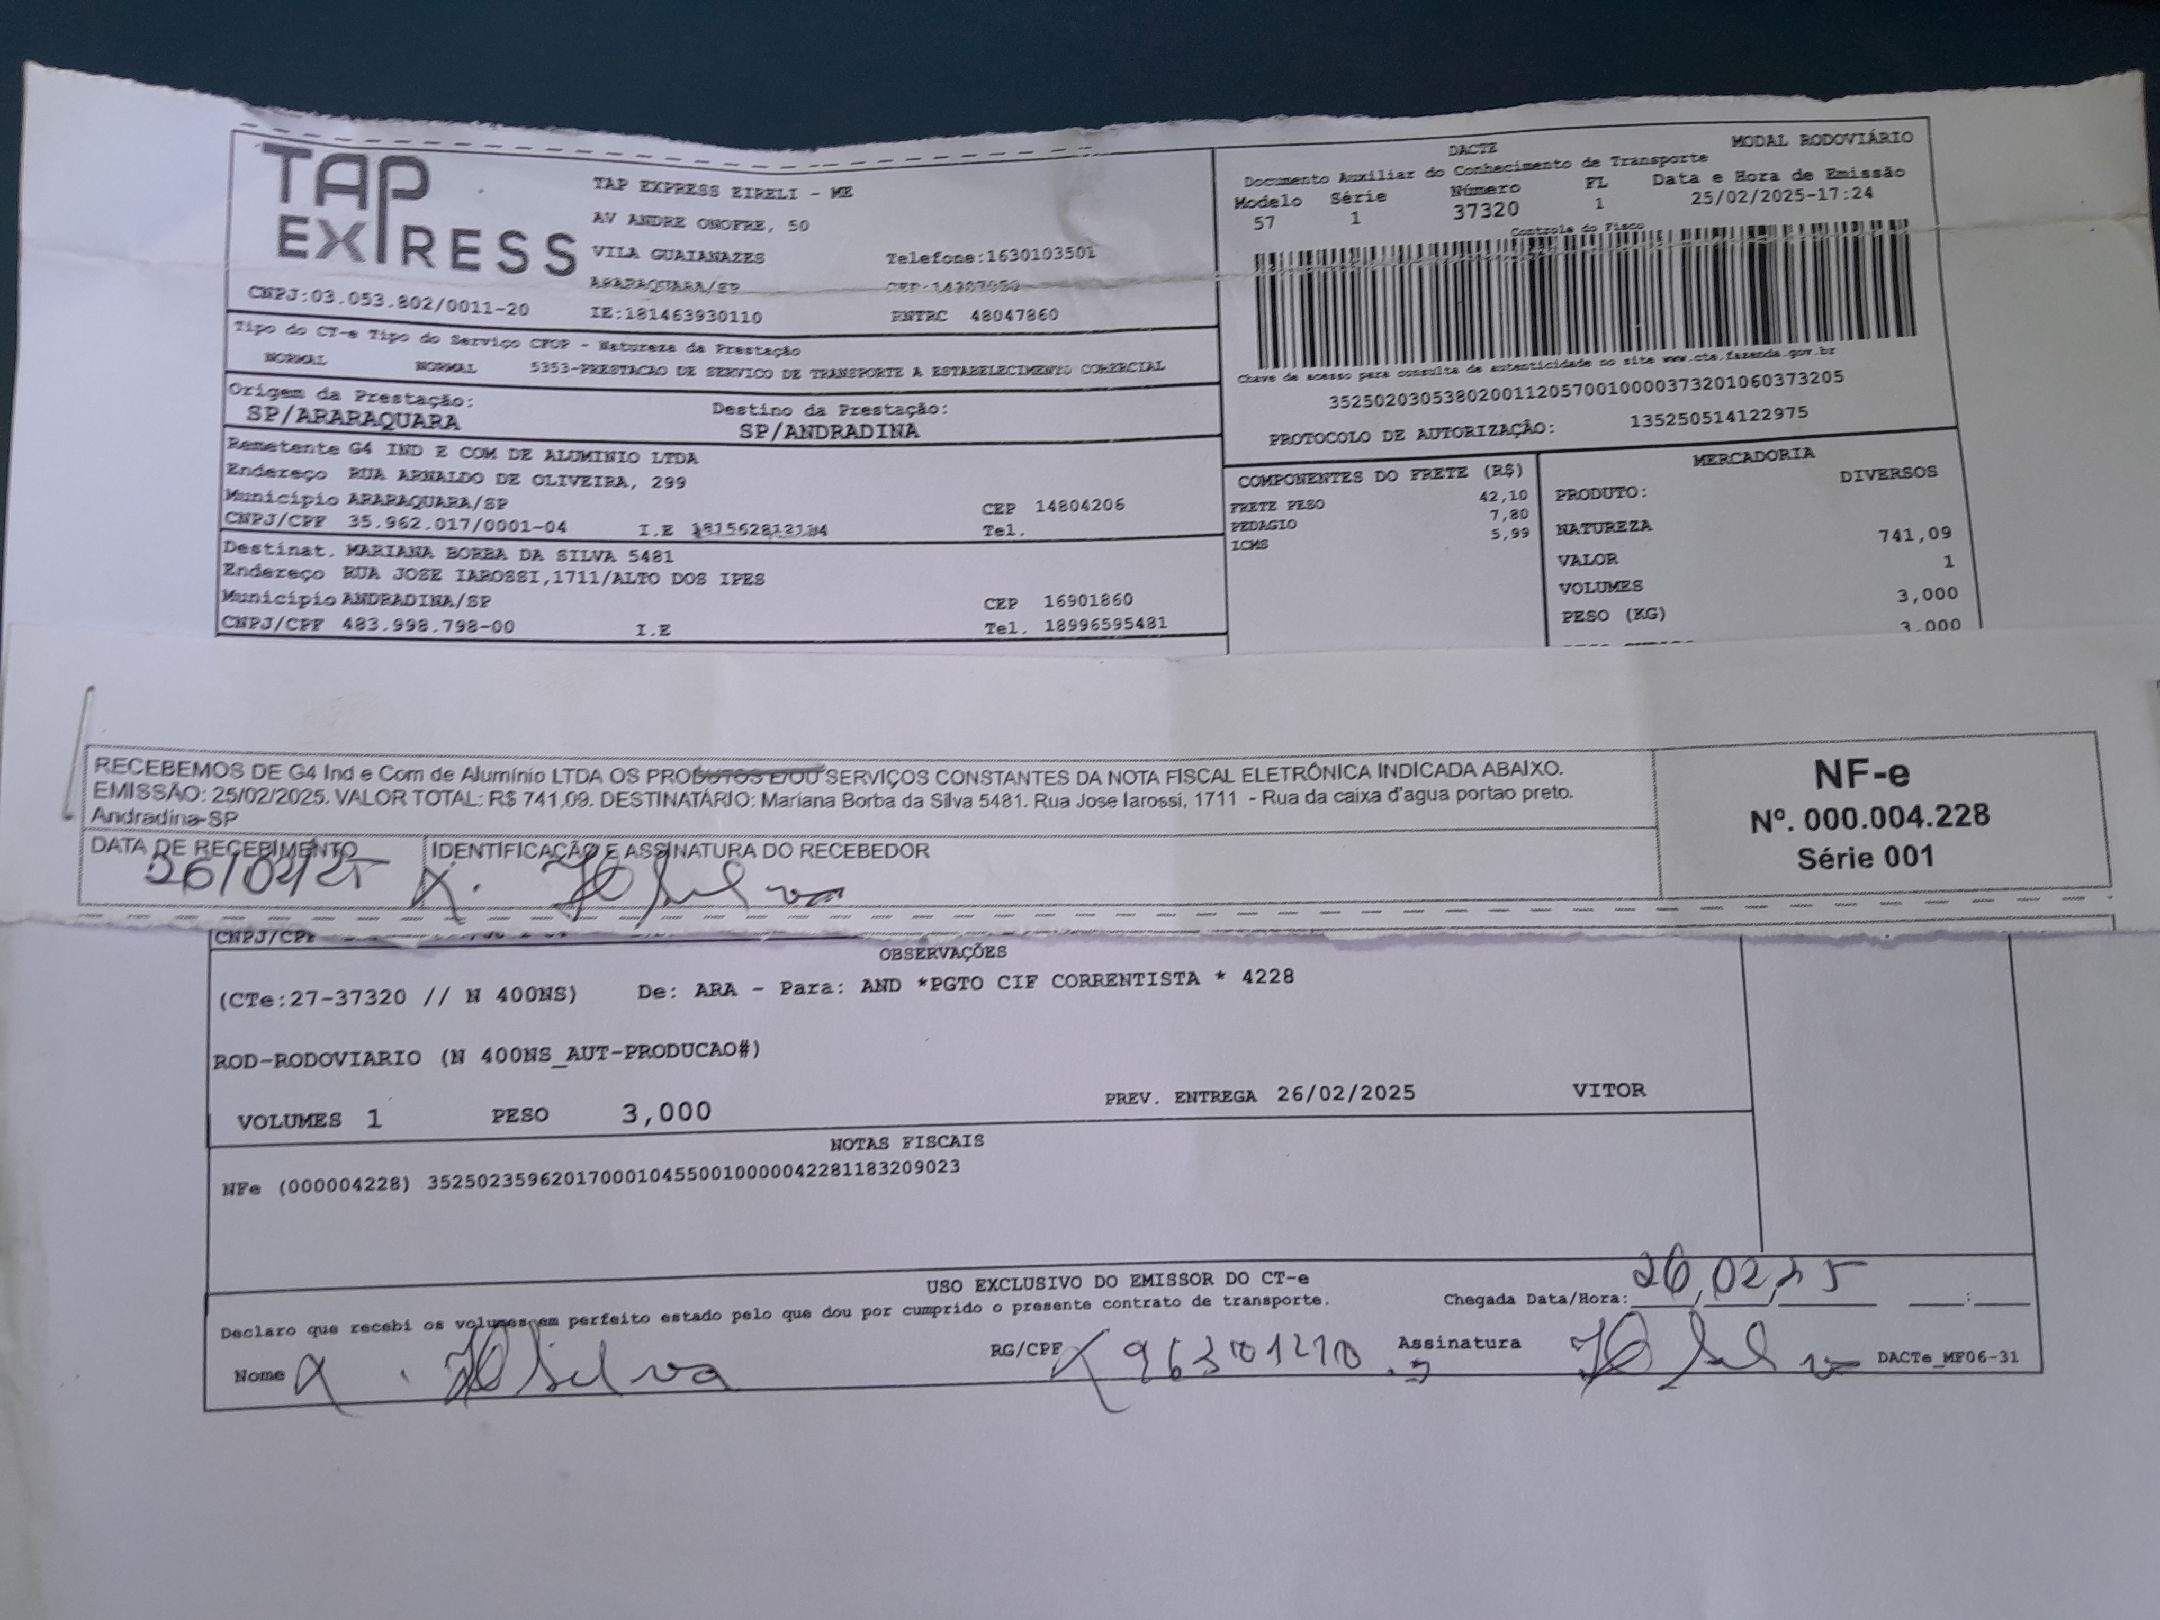 TAP EXPRESS
TAP EXPRESS EIRELI - ME
AV ANDRE ONOFRE, 50
VILA GUAIANAZES Telefone:1630103501
ARARAQUARA/SP
CNPJ:03.053.802/0011-20 IE:181463930110 RNTRC 48047860
DACTE MODAL RODOVIÁRIO
Documento Auxiliar do Conhecimento de Transporte
Modelo Série Número FL Data e Hora de Emissão
57 1 37320 1 25/02/2025-17:24
Controle do Fisco
Chave de acesso para consulta de autenticidade no site www.cte.fazenda.gov.br
35250203053802001120570010000373201060373205
PROTOCOLO DE AUTORIZAÇÃO: 135250514122975
Tipo do CT-e Tipo do Serviço CFOP - Natureza da Prestação
NORMAL NORMAL 5353-PRESTACAO DE SERVICO DE TRANSPORTE A ESTABELECIMENTO COMERCIAL
Origem da Prestação: Destino da Prestação:
SP/ARARAQUARA SP/ANDRADINA
Remetente G4 IND E COM DE ALUMINIO LTDA
Endereço RUA ARNALDO DE OLIVEIRA, 299
Município ARARAQUARA/SP CEP 14804206
CNPJ/CPF 35.962.017/0001-04 I.E Tel.
Destinat. MARIANA BORBA DA SILVA 5481
Endereço RUA JOSE IAROSSI,1711/ALTO DOS IPES
Município ANDRADINA/SP CEP 16901860
CNPJ/CPF 483.998.798-00 I.E Tel. 18996595481
COMPONENTES DO FRETE (R$)
FRETE PESO 42,10
PEDAGIO 7,80
ICMS 5,99
MERCADORIA
PRODUTO: DIVERSOS
NATUREZA
VALOR 741,09
VOLUMES 1
PESO (KG) 3,000
3,000
RECEBEMOS DE G4 Ind e Com de Alumínio LTDA OS PRODUTOS E/OU SERVIÇOS CONSTANTES DA NOTA FISCAL ELETRÔNICA INDICADA ABAIXO.
EMISSÃO: 25/02/2025. VALOR TOTAL: R$ 741,09. DESTINATÁRIO: Mariana Borba da Silva 5481. Rua Jose Iarossi, 1711 - Rua da caixa d'agua portao preto.
Andradina-SP
DATA DE RECEBIMENTO IDENTIFICAÇÃO E ASSINATURA DO RECEBEDOR
26/02/25
NF-e
Nº. 000.004.228
Série 001
CNPJ/CPF
OBSERVAÇÕES
(CTe:27-37320 // N 400NS) De: ARA - Para: AND *PGTO CIF CORRENTISTA * 4228
ROD-RODOVIARIO (N 400NS_AUT-PRODUCAO#)
VOLUMES 1 PESO 3,000 PREV. ENTREGA 26/02/2025 VITOR
NOTAS FISCAIS
NFe (000004228) 35250235962017000104550010000042281183209023
USO EXCLUSIVO DO EMISSOR DO CT-e
Declaro que recebi os volumes em perfeito estado pelo que dou por cumprido o presente contrato de transporte. Chegada Data/Hora: 26/02/25 :
Nome Silva RG/CPF Assinatura DACTe_MF06-31